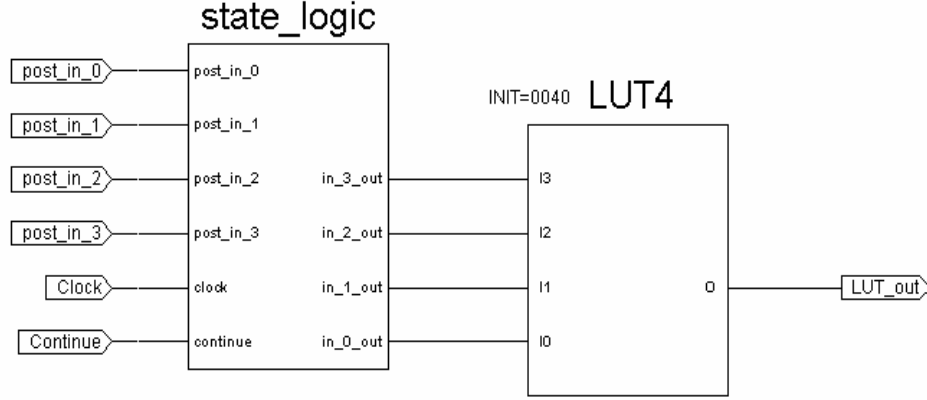 state_logic
INIT=0040 LUT4
post_in_0 post_in_0
post_in_1 post_in_1
post_in_2 post_in_2 in_3_out I3
post_in_3 post_in_3 in_2_out I2
Clock clock in_1_out I1 O LUT_out
Continue continue in_0_out I0